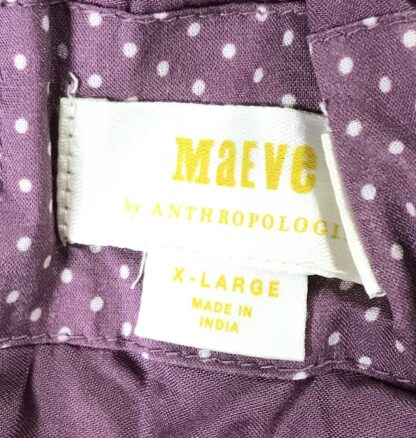 MaEVe
by ANTHROPOLOGI
X-LARGE
MADE IN
INDIA